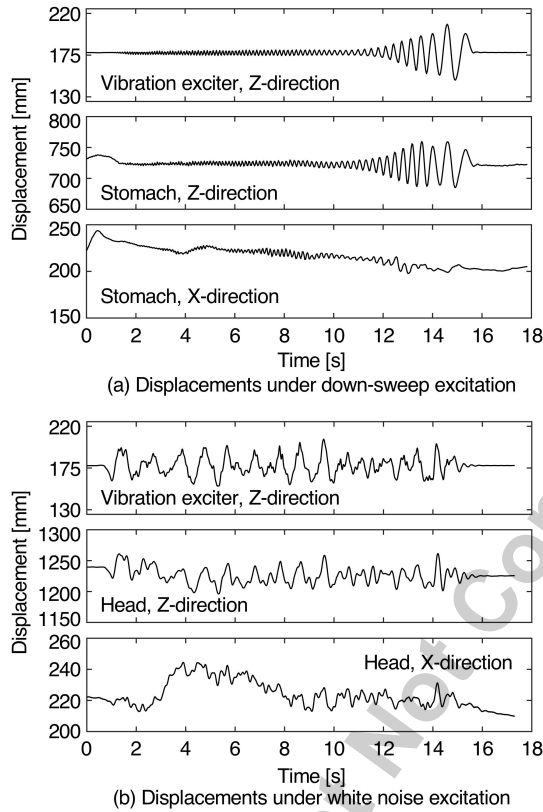 220
175
130
Vibration exciter, Z-direction
800
750
700
650
Stomach, Z-direction
250
200
150
Stomach, X-direction
Displacement [mm]
0 2 4 6 8 10 12 14 16 18
Time [s]
(a) Displacements under down-sweep excitation
220
175
130
Vibration exciter, Z-direction
1300
1250
1200
1150
Head, Z-direction
260
240
220
200
Head, X-direction
Displacement [mm]
0 2 4 6 8 10 12 14 16 18
Time [s]
(b) Displacements under white noise excitation
Not